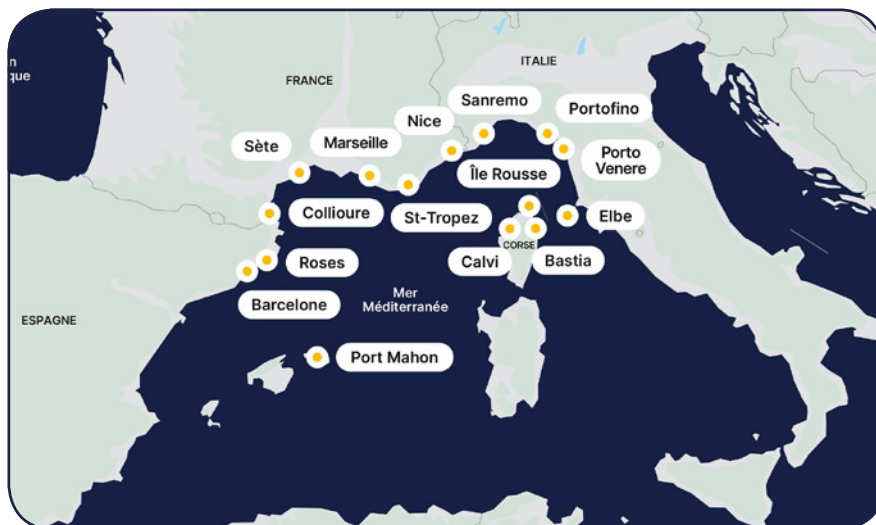 n
que
ITALIE
FRANCE
Sanremo
Portofino
Nice
Marseille
Sète
Porto
Venere
Île Rousse
Collioure
St-Tropez
Elbe
CORSE
Roses
Calvi
Bastia
Mer
Méditerranée
Barcelone
ESPAGNE
Port Mahon